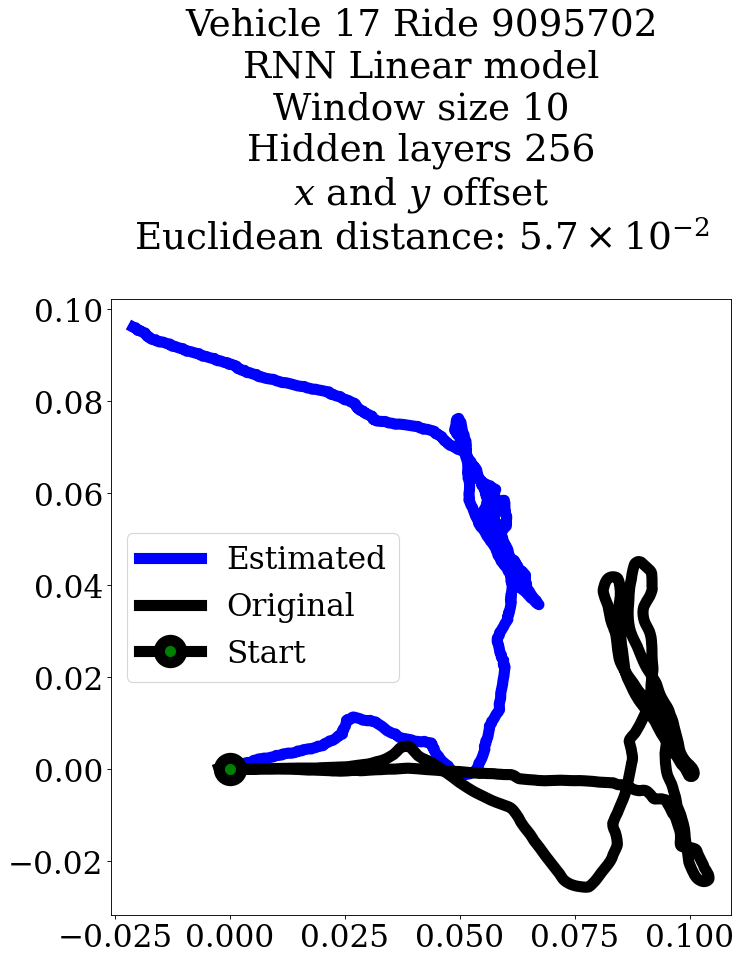 Vehicle 17 Ride 9095702
RNN Linear model
Window size 10
Hidden layers 256
x and y offset
Euclidean distance: 5.7 × 10⁻²
0.10
0.08
0.06
0.04
0.02
0.00
−0.02
Estimated
Original
Start
−0.025 0.000 0.025 0.050 0.075 0.100